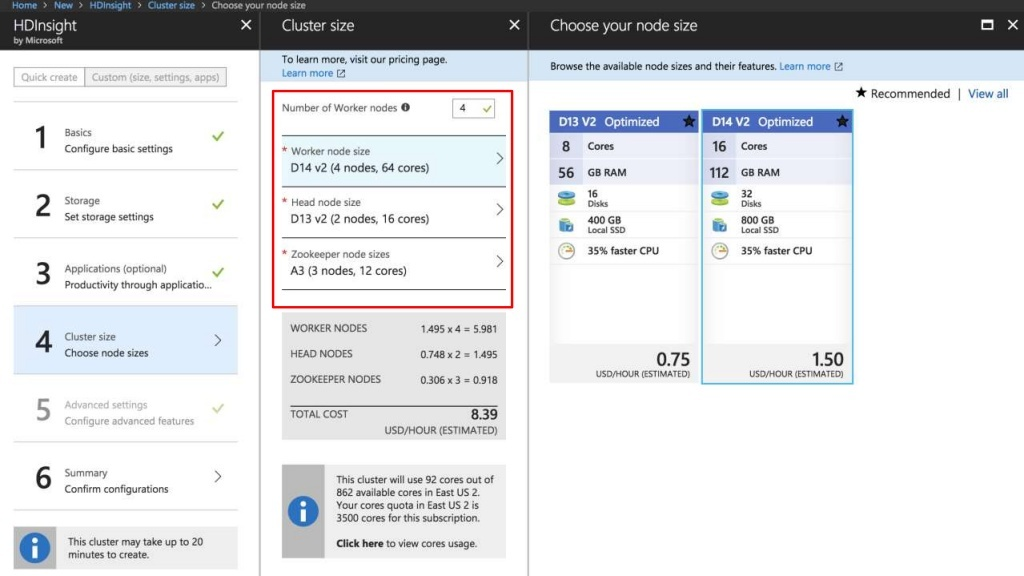 Home > New > HDInsight > Cluster size > Choose your node size
HDInsight
by Microsoft
Quick create
Custom (size, settings, apps)
1
Basics
Configure basic settings
2
Storage
Set storage settings
3
Applications (optional)
Productivity through applicatio...
4
Cluster size
Choose node sizes
5
Advanced settings
Configure advanced features
6
Summary
Confirm configurations
This cluster may take up to 20
minutes to create.
Cluster size
To learn more, visit our pricing page.
Learn more
Number of Worker nodes
4
* Worker node size
D14 v2 (4 nodes, 64 cores)
* Head node size
D13 v2 (2 nodes, 16 cores)
* Zookeeper node sizes
A3 (3 nodes, 12 cores)
WORKER NODES 1.495 x 4 = 5.981
HEAD NODES 0.748 x 2 = 1.495
ZOOKEEPER NODES 0.306 x 3 = 0.918
TOTAL COST 8.39
USD/HOUR (ESTIMATED)
This cluster will use 92 cores out of
862 available cores in East US 2.
Your cores quota in East US 2 is
3500 cores for this subscription.
Click here to view cores usage.
Choose your node size
Browse the available node sizes and their features. Learn more
★ Recommended | View all
D13 V2 Optimized
8 Cores
56 GB RAM
16
Disks
400 GB
Local SSD
35% faster CPU
0.75
USD/HOUR (ESTIMATED)
D14 V2 Optimized
16 Cores
112 GB RAM
32
Disks
800 GB
Local SSD
35% faster CPU
1.50
USD/HOUR (ESTIMATED)